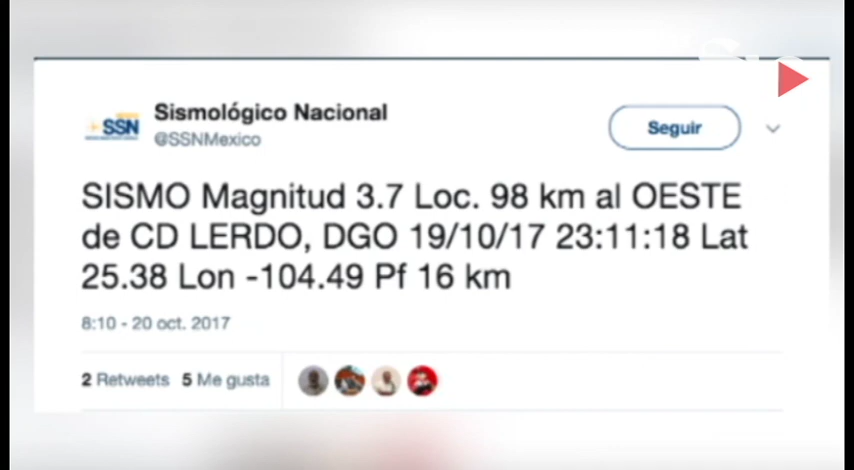 Sismológico Nacional
SSN
@SSNMexico
Seguir
SISMO Magnitud 3.7 Loc. 98 km al OESTE
de CD LERDO, DGO 19/10/17 23:11:18 Lat
25.38 Lon -104.49 Pf 16 km
8:10 - 20 oct. 2017
2 Retweets 5 Me gusta